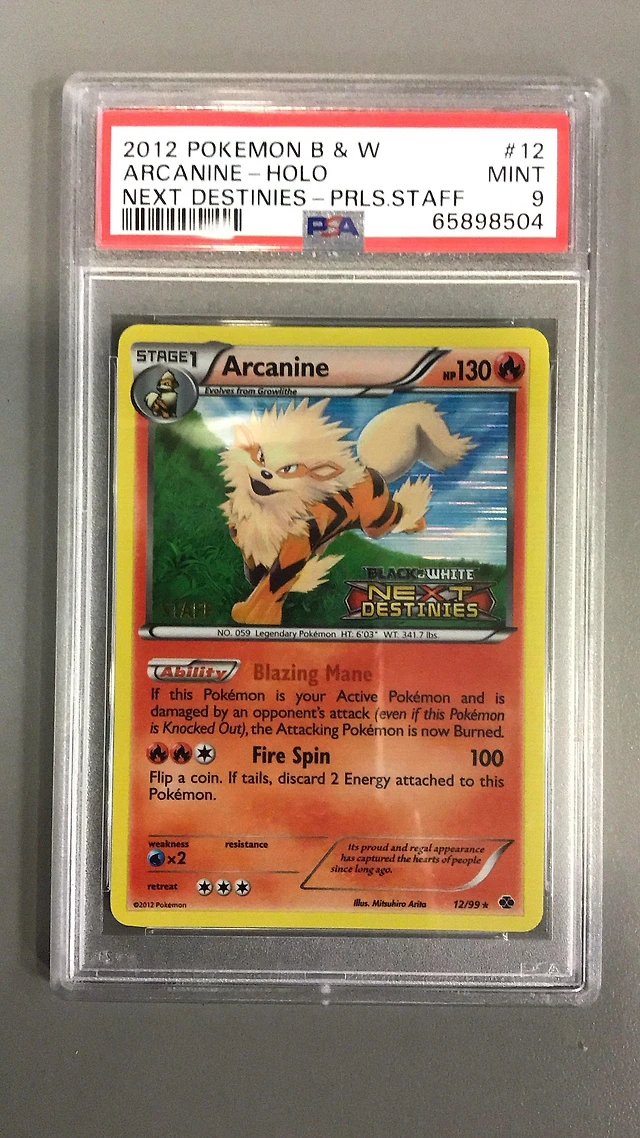 2012 POKEMON B & W #12
ARCANINE - HOLO MINT
NEXT DESTINIES - PRLS.STAFF 9
PSA 65898504
STAGE1 Arcanine HP130
Evolves from Growlithe
STAFF
BLACK & WHITE
NEXT
DESTINIES
NO. 059 Legendary Pokémon HT: 6'03" WT: 341.7 lbs.
Ability Blazing Mane
If this Pokémon is your Active Pokémon and is
damaged by an opponent's attack (even if this Pokémon
is Knocked Out), the Attacking Pokémon is now Burned.
Fire Spin 100
Flip a coin. If tails, discard 2 Energy attached to this
Pokémon.
weakness resistance
×2
Its proud and regal appearance
has captured the hearts of people
since long ago.
retreat
©2012 Pokémon Illus. Mitsuhiro Arita 12/99 ★
PSA